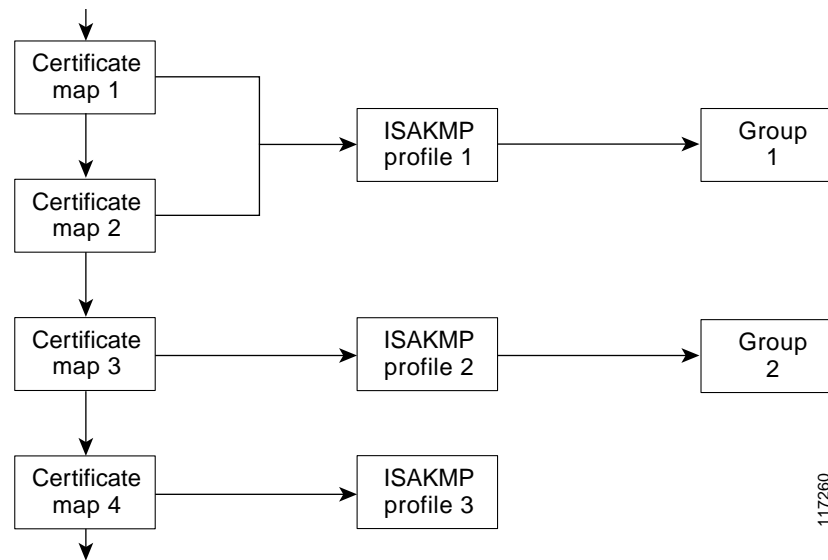 Certificate
map 1
ISAKMP
profile 1
Group
1
Certificate
map 2
Certificate
map 3
ISAKMP
profile 2
Group
2
Certificate
map 4
ISAKMP
profile 3
117260